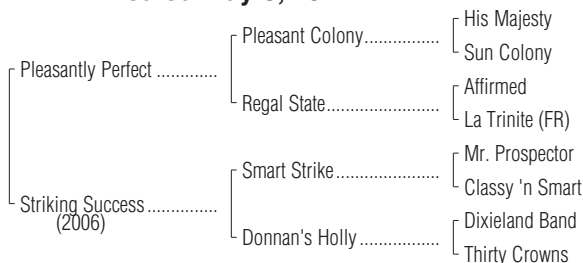 His Majesty
Pleasant Colony................
Sun Colony
Pleasantly Perfect .............
Affirmed
Regal State........................
La Trinite (FR)
Mr. Prospector
Smart Strike......................
Classy 'n Smart
Striking Success...............
(2006)
Dixieland Band
Donnan's Holly .................
Thirty Crowns